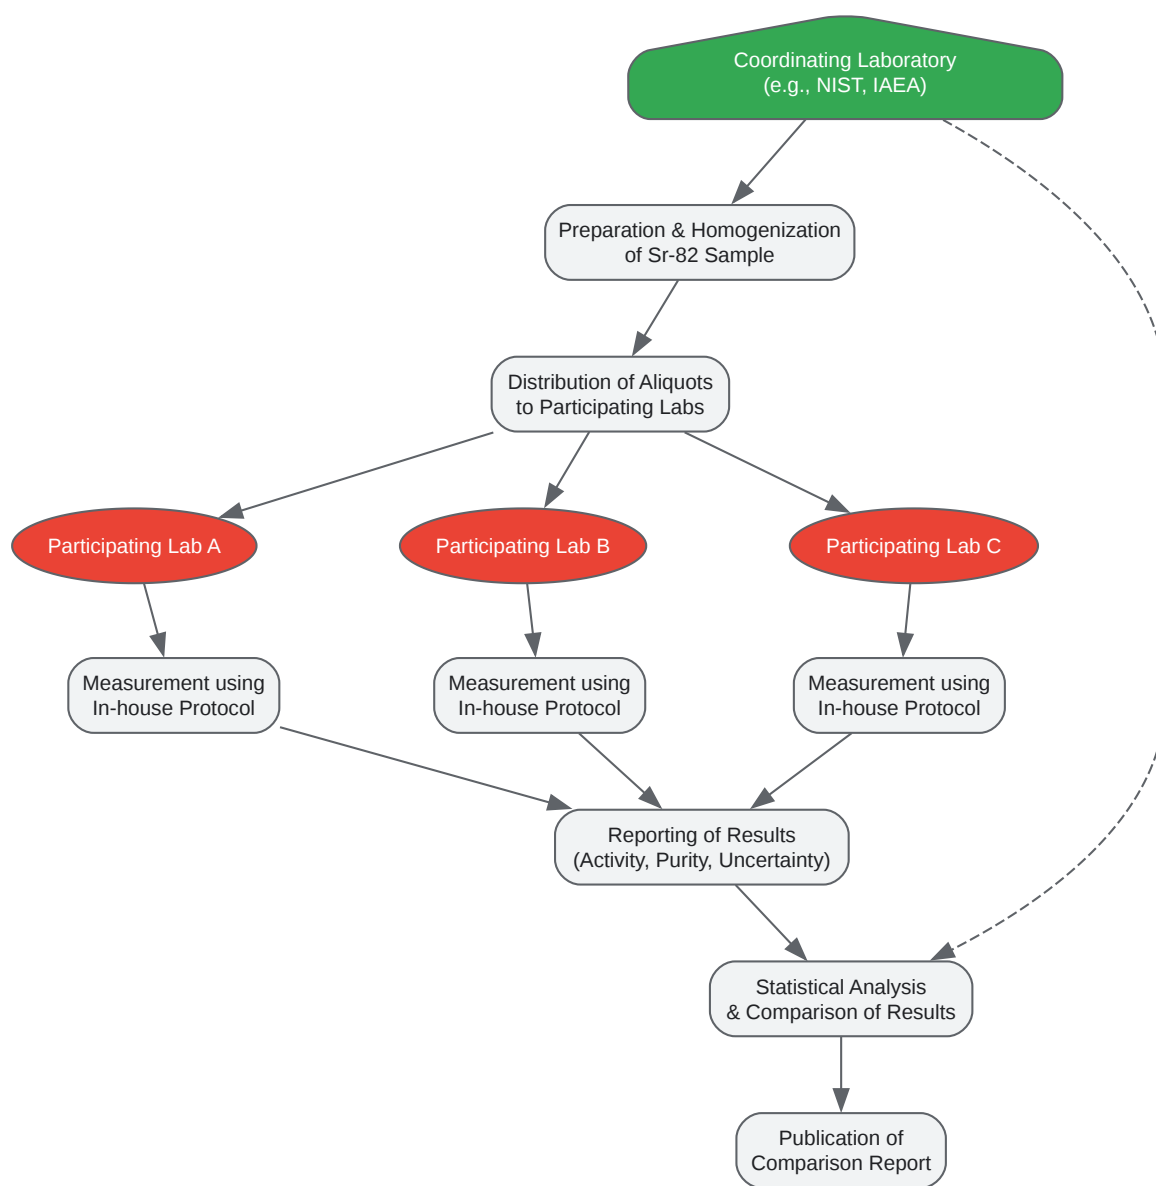 Coordinating Laboratory
(e.g., NIST, IAEA)
Preparation & Homogenization
of Sr-82 Sample
Distribution of Aliquots
to Participating Labs
Participating Lab A
Participating Lab B
Participating Lab C
Measurement using
In-house Protocol
Measurement using
In-house Protocol
Measurement using
In-house Protocol
Reporting of Results
(Activity, Purity, Uncertainty)
Statistical Analysis
& Comparison of Results
Publication of
Comparison Report